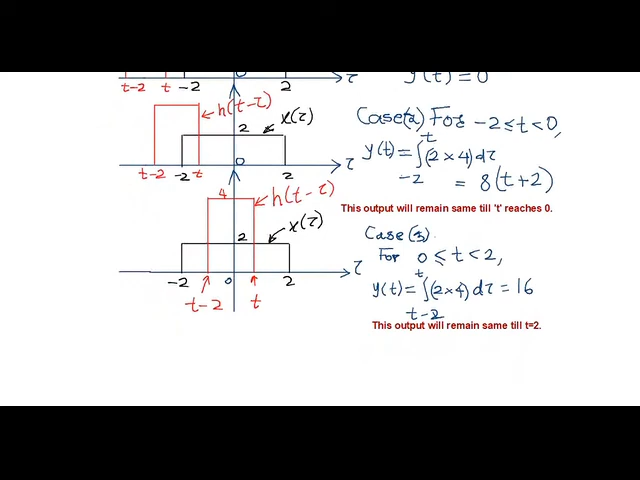 0
t-2 t -2 2 τ
y(t) = 0
h(t-τ)
x(τ)
2
0
t-2 -2 t 2 τ
Case(2) For -2 ≤ t < 0,
t
y(t) = ∫(2 × 4) dτ
-2
= 8(t+2)
This output will remain same till 't' reaches 0.
4
h(t-τ)
x(τ)
2
-2 0 2 τ
t-2 t
Case (3)
For 0 ≤ t < 2,
t
y(t) = ∫(2×4) dτ = 16
t-2
This output will remain same till t=2.